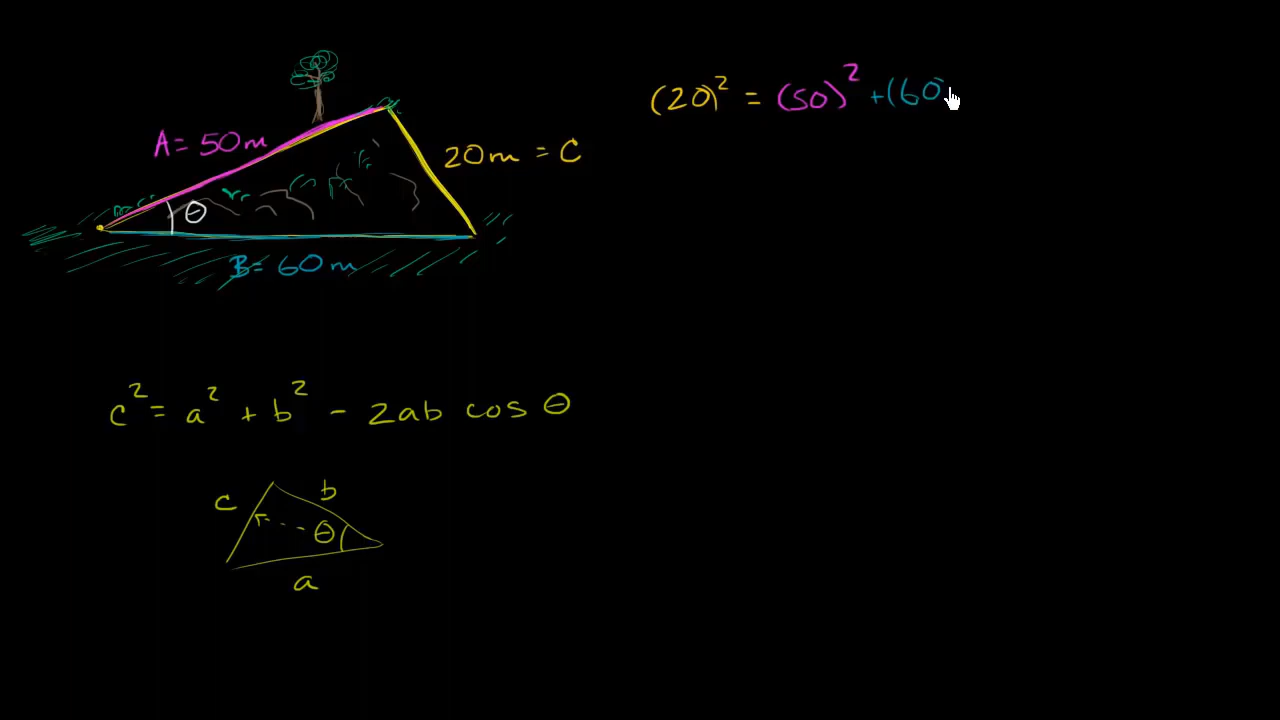 (20)² = (50)² +(60)
A = 50m
20m = C
θ
B = 60m
c² = a² + b² - 2ab cos θ
b
c
θ
a